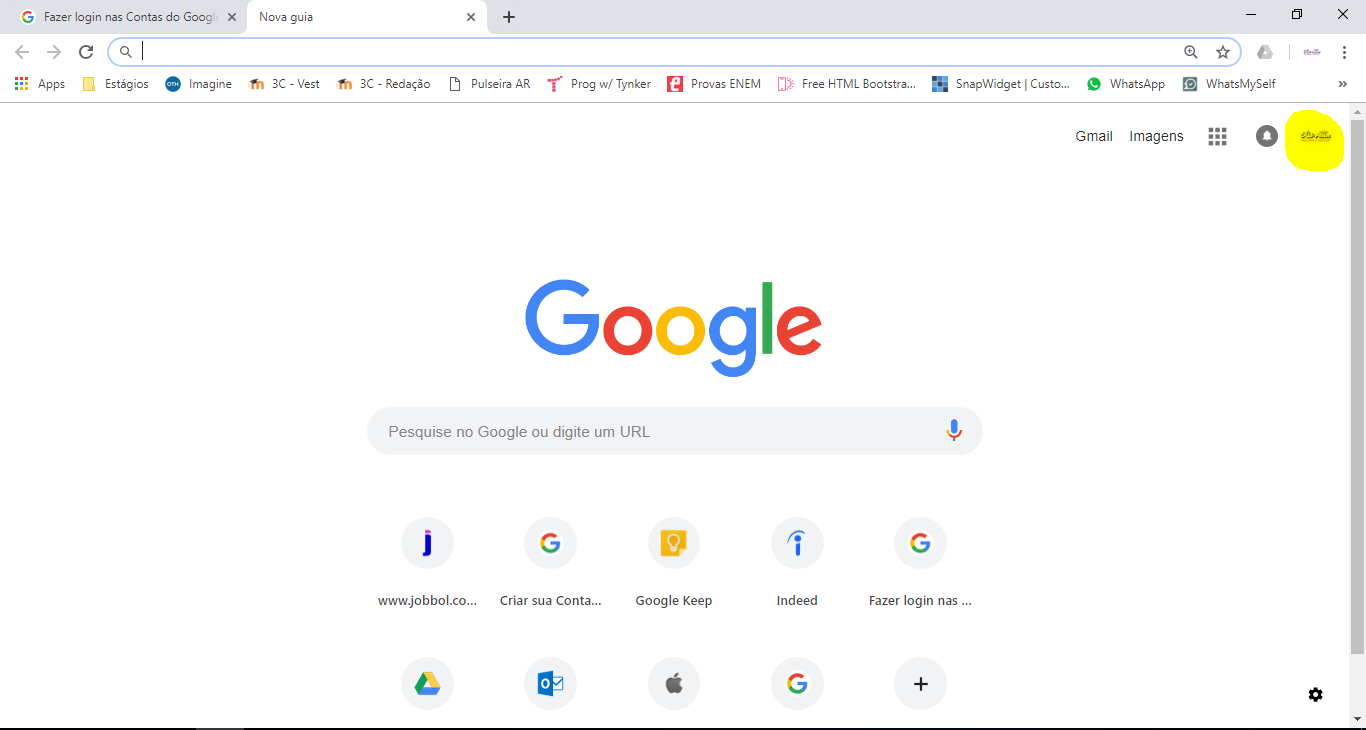 Fazer login nas Contas do Googl
Nova guia
Apps Estágios OTH Imagine 3C - Vest 3C - Redação Pulseira AR Prog w/ Tynker Provas ENEM Free HTML Bootstra... SnapWidget | Custo... WhatsApp WhatsMySelf »
Gmail Imagens
Google
Pesquise no Google ou digite um URL
www.jobbol.co... Criar sua Conta... Google Keep Indeed Fazer login nas ...